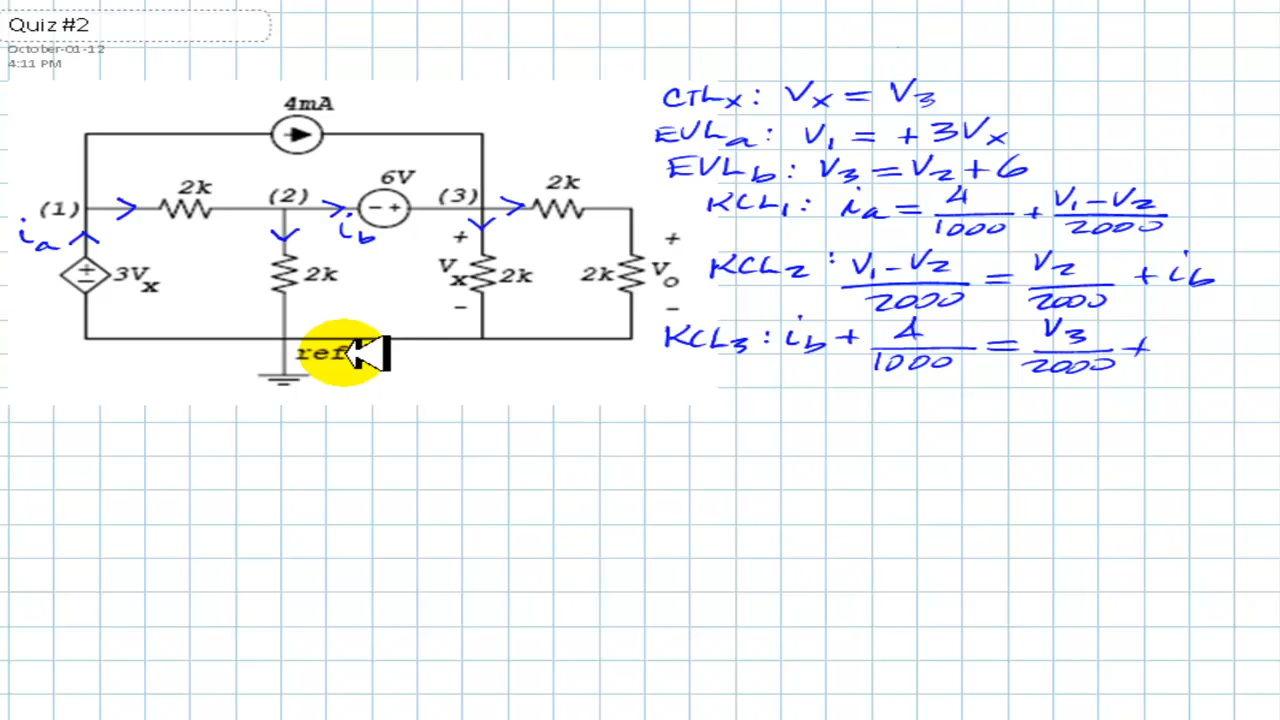 Quiz #2
October-01-12
4:11 PM
4mA
6V
2k
2k
(1)
(2)
(3)
ia
ib
3Vx
2k
+
Vx
-
2k
2k
+
Vo
-
ref
CTLx: Vx = V3
EVLa: V1 = +3Vx
EVLb: V3 = V2 + 6
KCL1: ia = 4/1000 + (V1-V2)/2000
KCL2: (V1-V2)/2000 = V2/2000 + ib
KCL3: ib + 4/1000 = V3/2000 +